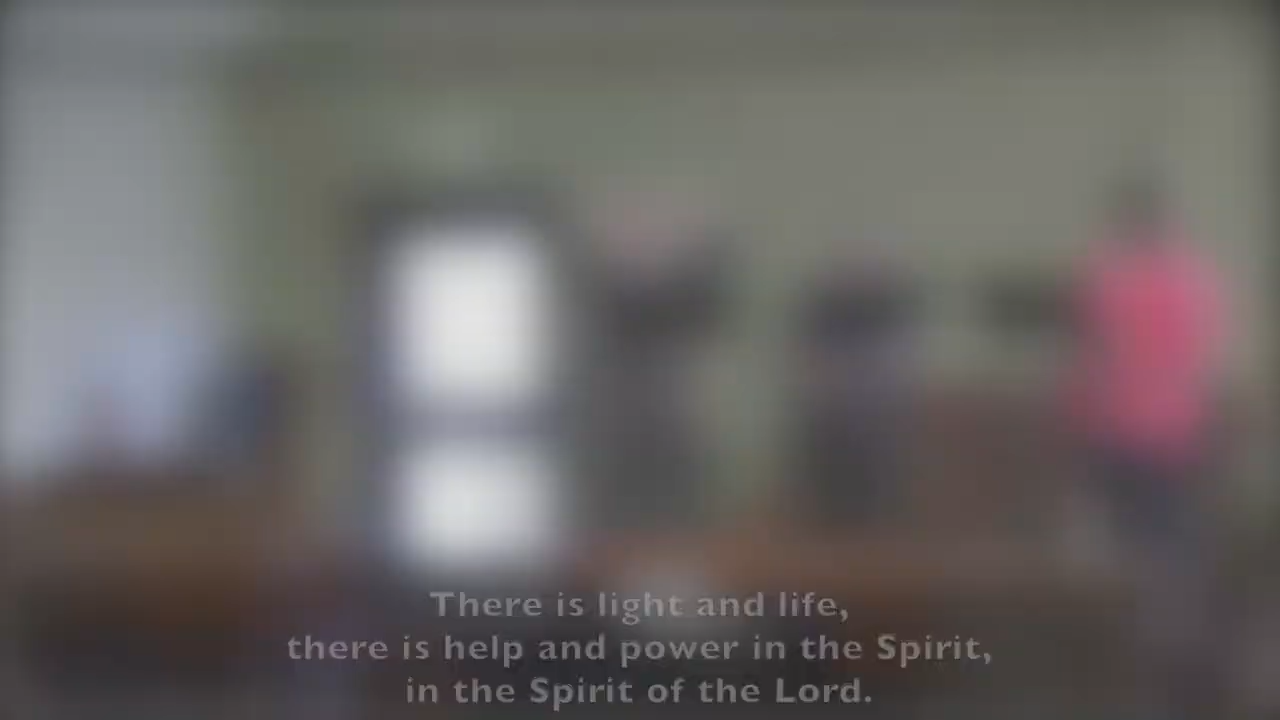 There is light and life,
there is help and power in the Spirit,
in the Spirit of the Lord.